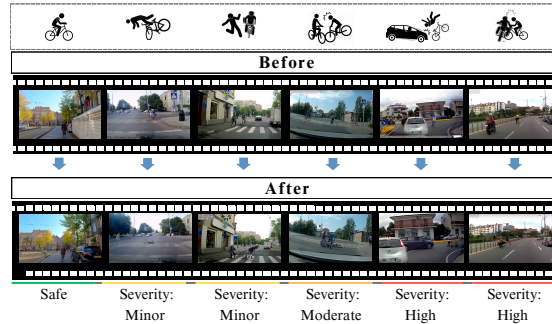 Before
After
Safe
Severity:
Minor
Severity:
Minor
Severity:
Moderate
Severity:
High
Severity:
High